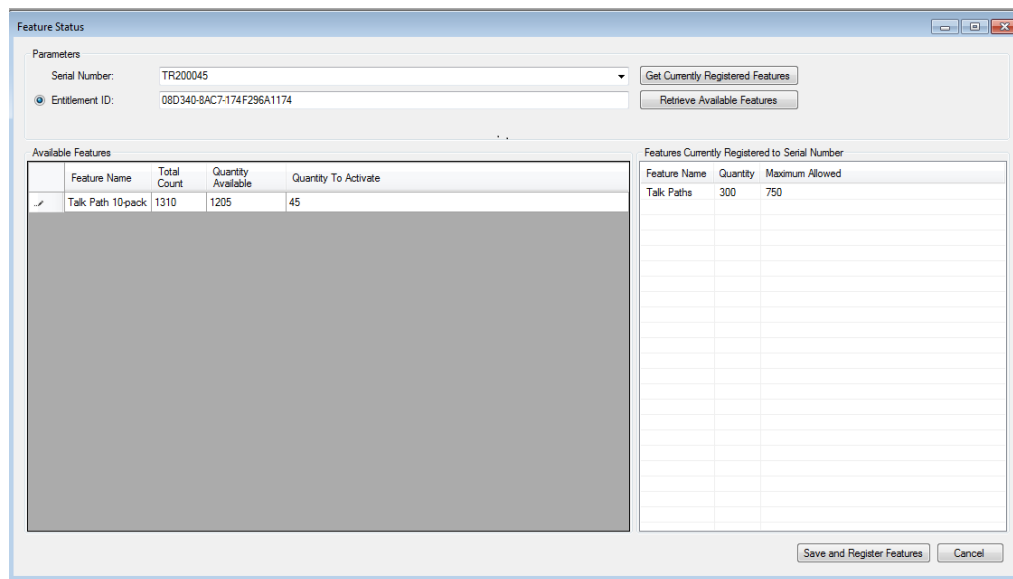 Feature Status
Parameters
Serial Number: TR200045 Get Currently Registered Features
Entitlement ID: 08D340-8AC7-174F296A1174 Retrieve Available Features
Available Features Features Currently Registered to Serial Number
Feature Name Total Count Quantity Available Quantity To Activate Feature Name Quantity Maximum Allowed
Talk Path 10-pack 1310 1205 45 Talk Paths 300 750
Save and Register Features Cancel